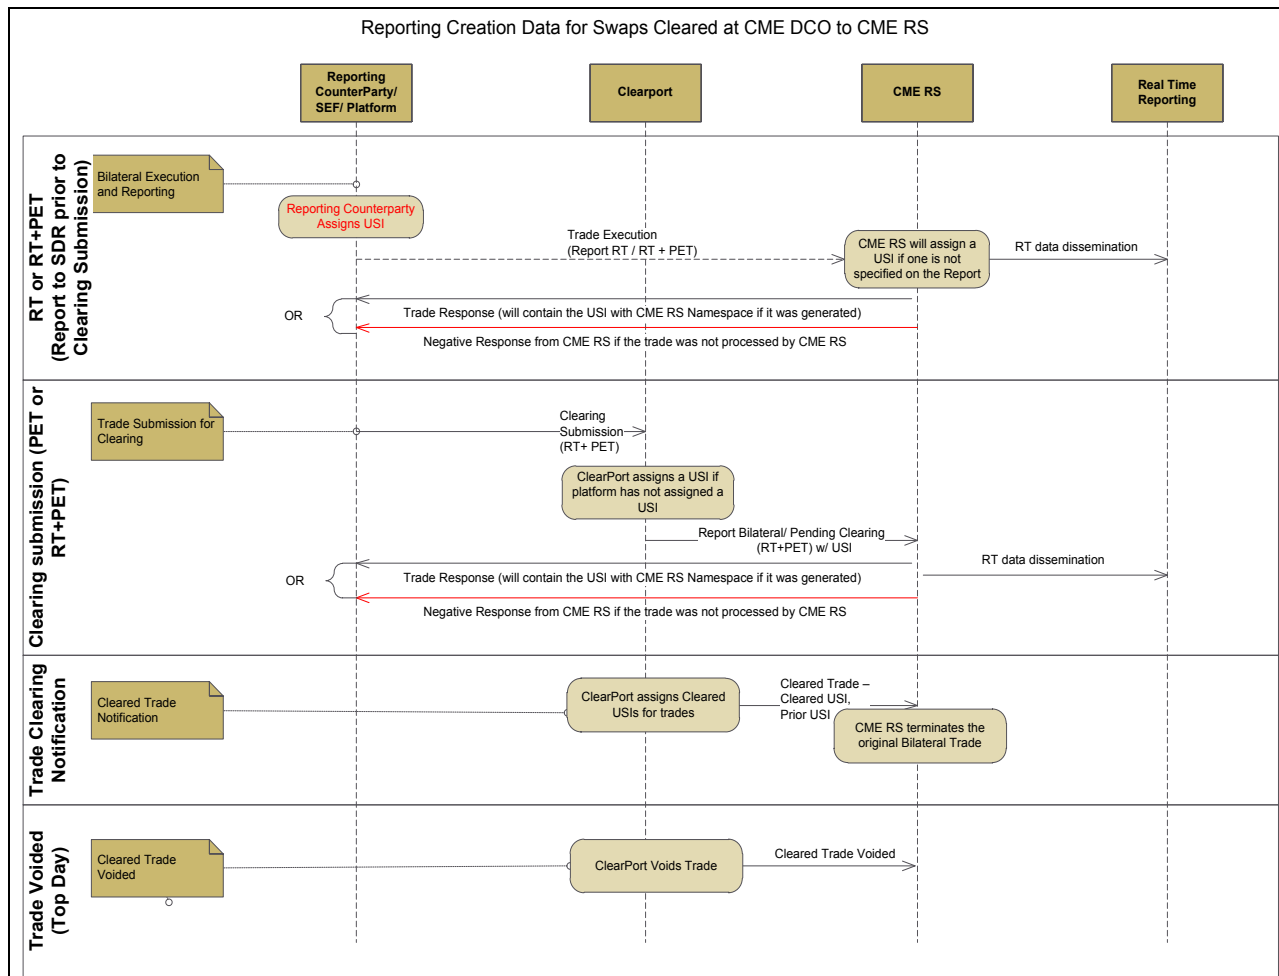 Reporting Creation Data for Swaps Cleared at CME DCO to CME RS
Reporting
CounterParty/
SEF/ Platform
Clearport
CME RS
Real Time
Reporting
RT or RT+PET
(Report to SDR prior to
Clearing Submission)
Bilateral Execution
and Reporting
Reporting Counterparty
Assigns USI
Trade Execution
(Report RT / RT + PET)
CME RS will assign a
USI if one is not
specified on the Report
RT data dissemination
OR
Trade Response (will contain the USI with CME RS Namespace if it was generated)
Negative Response from CME RS if the trade was not processed by CME RS
Clearing submission (PET or
RT+PET)
Trade Submission for
Clearing
Clearing
Submission
(RT+ PET)
ClearPort assigns a USI if
platform has not assigned a
USI
Report Bilateral/ Pending Clearing
(RT+PET) w/ USI
RT data dissemination
OR
Trade Response (will contain the USI with CME RS Namespace if it was generated)
Negative Response from CME RS if the trade was not processed by CME RS
Trade Clearing
Notification
Cleared Trade
Notification
ClearPort assigns Cleared
USIs for trades
Cleared Trade –
Cleared USI,
Prior USI
CME RS terminates the
original Bilateral Trade
Trade Voided
(Top Day)
Cleared Trade
Voided
ClearPort Voids Trade
Cleared Trade Voided